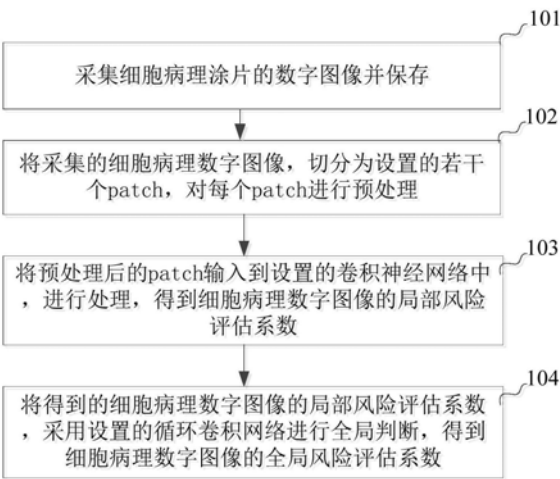 101
采集细胞病理涂片的数字图像并保存
102
将采集的细胞病理数字图像，切分为设置的若干
个patch，对每个patch进行预处理
103
将预处理后的patch输入到设置的卷积神经网络中
，进行处理，得到细胞病理数字图像的局部风险
评估系数
104
将得到的细胞病理数字图像的局部风险评估系数
，采用设置的循环卷积网络进行全局判断，得到
细胞病理数字图像的全局风险评估系数